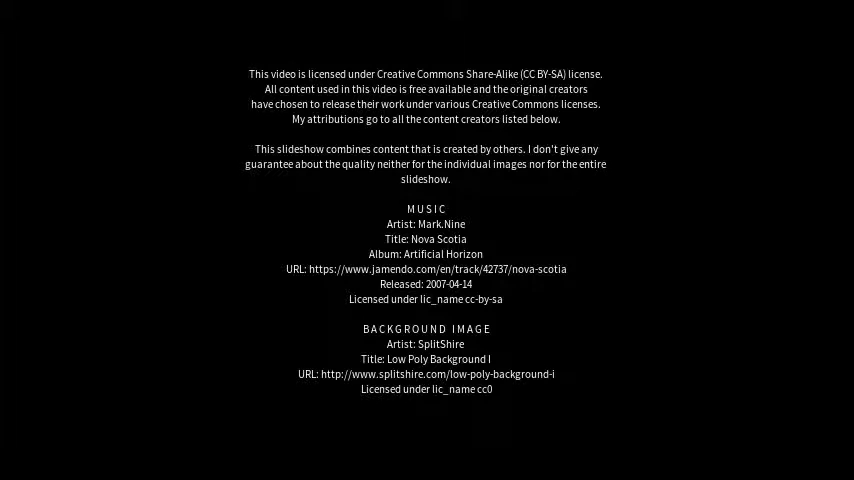 This video is licensed under Creative Commons Share-Alike (CC BY-SA) license.
All content used in this video is free available and the original creators
have chosen to release their work under various Creative Commons licenses.
My attributions go to all the content creators listed below.
This slideshow combines content that is created by others. I don't give any
guarantee about the quality neither for the individual images nor for the entire
slideshow.
MUSIC
Artist: Mark.Nine
Title: Nova Scotia
Album: Artificial Horizon
URL: https://www.jamendo.com/en/track/42737/nova-scotia
Released: 2007-04-14
Licensed under lic_name cc-by-sa
BACKGROUND IMAGE
Artist: SplitShire
Title: Low Poly Background I
URL: http://www.splitshire.com/low-poly-background-i
Licensed under lic_name cc0